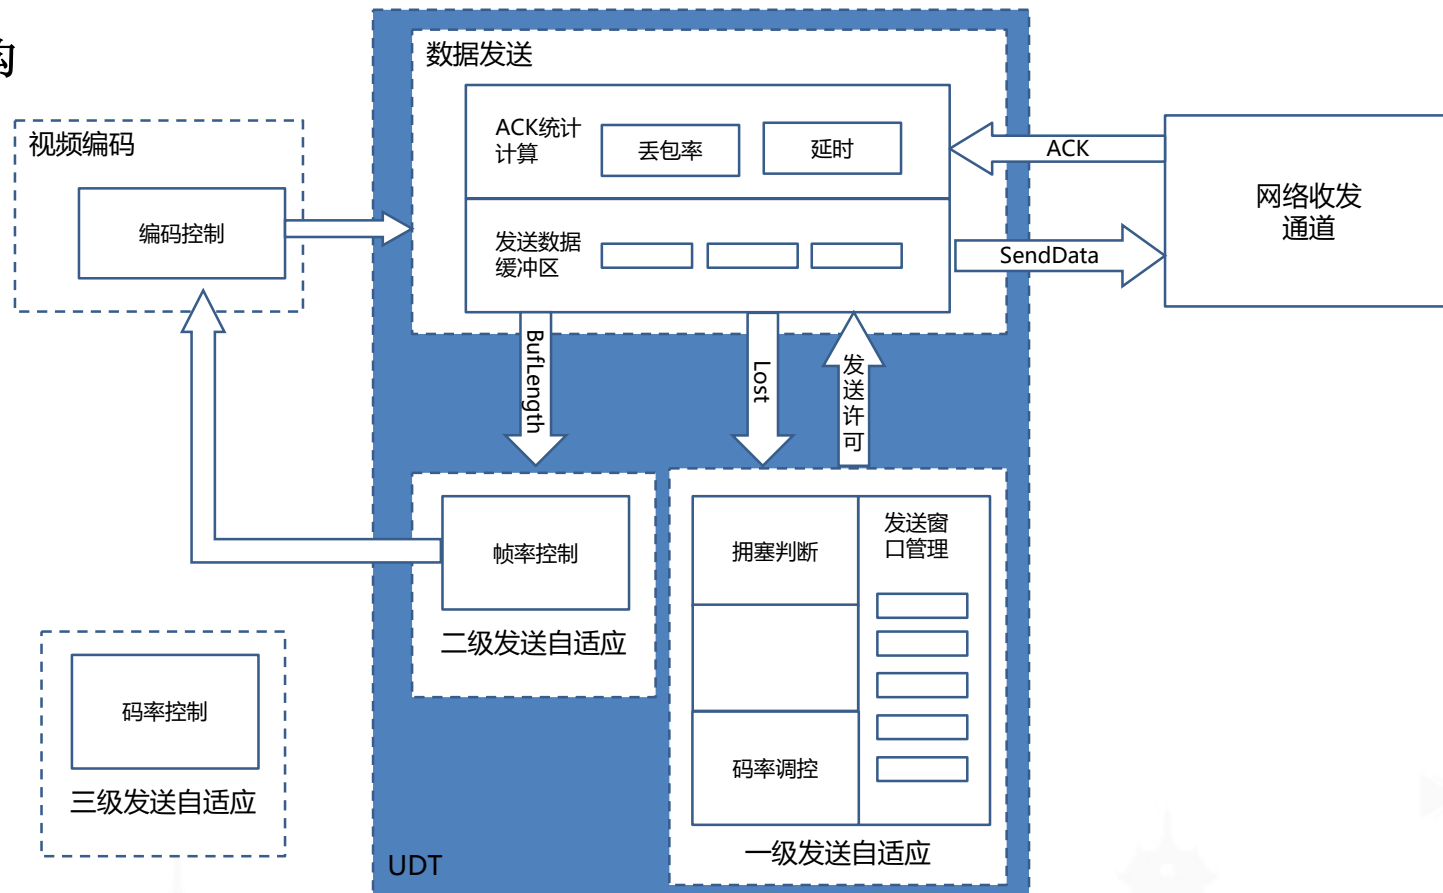 构
数据发送
视频编码
编码控制
ACK统计
计算
丢包率
延时
ACK
网络收发
通道
发送数据
缓冲区
SendData
BufLength
Lost
发送许可
帧率控制
二级发送自适应
拥塞判断
发送窗
口管理
码率调控
一级发送自适应
码率控制
三级发送自适应
UDT